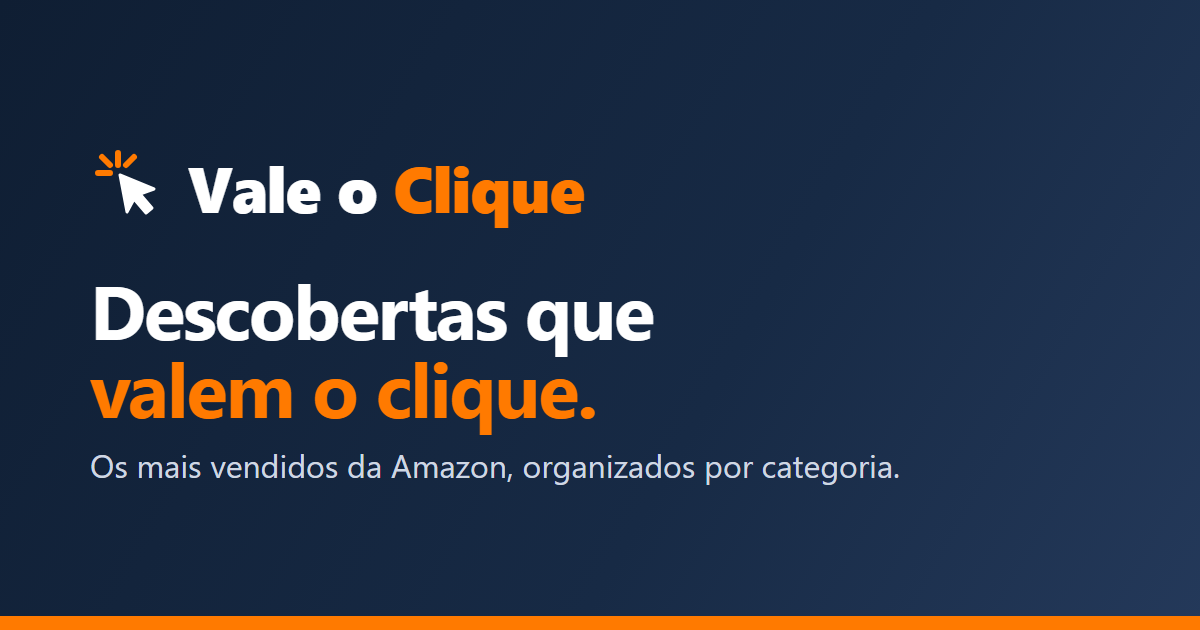 Vale o Clique
Descobertas que
valem o clique.
Os mais vendidos da Amazon, organizados por categoria.